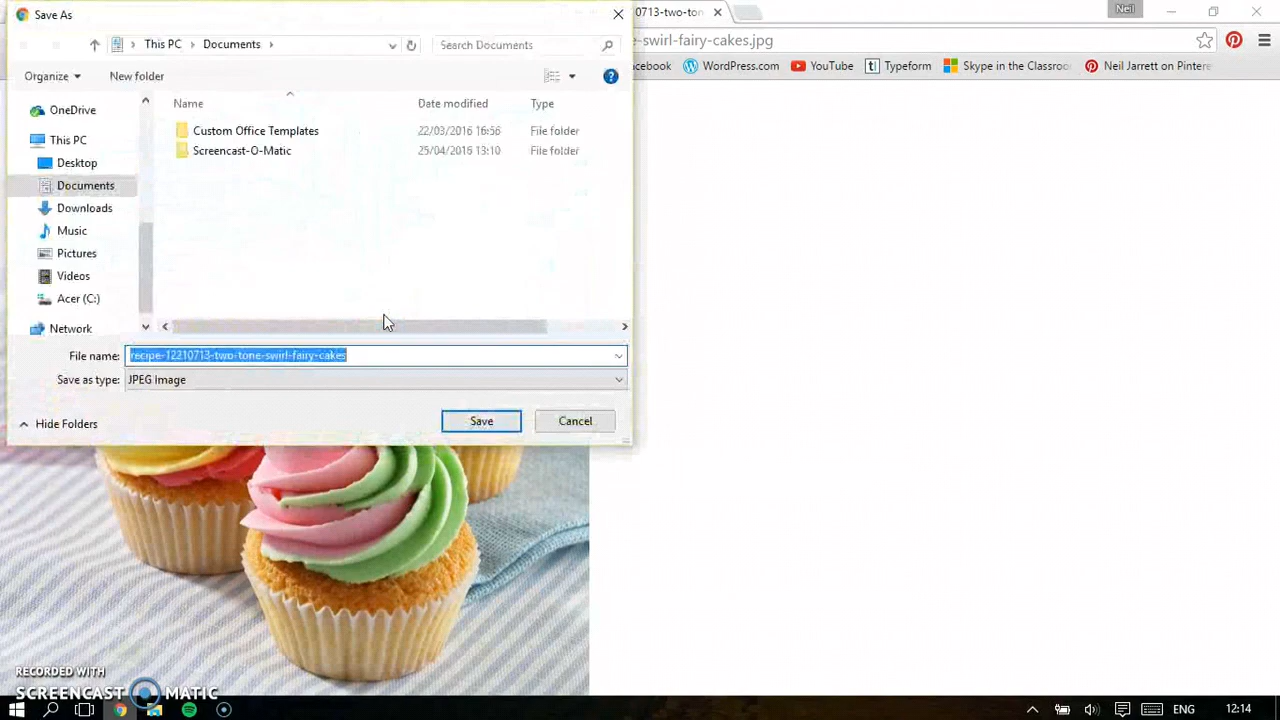 Save As
0713-two-ton
Neil
This PC
Documents
Search Documents
-swirl-fairy-cakes.jpg
Organize
New folder
acebook
WordPress.com
YouTube
Typeform
Skype in the Classroo
Neil Jarrett on Pintere
Name
Date modified
Type
OneDrive
Custom Office Templates
22/03/2016 16:56
File folder
This PC
Screencast-O-Matic
25/04/2016 13:10
File folder
Desktop
Documents
Downloads
Music
Pictures
Videos
Acer (C:)
Network
File name:
recipe-12210713-two-tone-swirl-fairy-cakes
Save as type:
JPEG Image
Hide Folders
Save
Cancel
RECORDED WITH
SCREENCAST MATIC
ENG
12:14